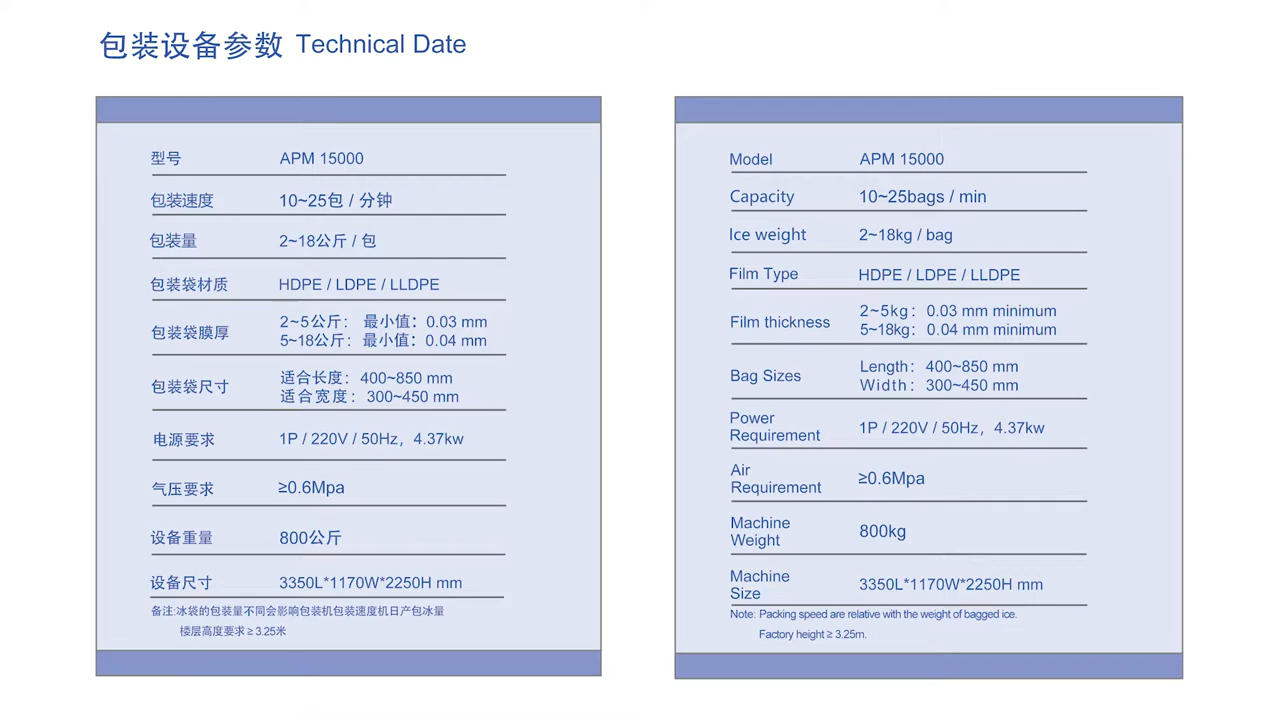 包装设备参数 Technical Date
型号 APM 15000
包装速度 10~25包 / 分钟
包装量 2~18公斤 / 包
包装袋材质 HDPE / LDPE / LLDPE
包装袋膜厚 2~5公斤： 最小值：0.03 mm
5~18公斤：最小值：0.04 mm
包装袋尺寸 适合长度：400~850 mm
适合宽度：300~450 mm
电源要求 1P / 220V / 50Hz，4.37kw
气压要求 ≥0.6Mpa
设备重量 800公斤
设备尺寸 3350L*1170W*2250H mm
备注:冰袋的包装量不同会影响包装机包装速度机日产包冰量
楼层高度要求≥3.25米
Model APM 15000
Capacity 10~25bags / min
Ice weight 2~18kg / bag
Film Type HDPE / LDPE / LLDPE
Film thickness 2~5kg：0.03 mm minimum
5~18kg：0.04 mm minimum
Bag Sizes Length：400~850 mm
Width：300~450 mm
Power
Requirement 1P / 220V / 50Hz，4.37kw
Air
Requirement ≥0.6Mpa
Machine
Weight 800kg
Machine
Size 3350L*1170W*2250H mm
Note: Packing speed are relative with the weight of bagged ice.
Factory height ≥ 3.25m.